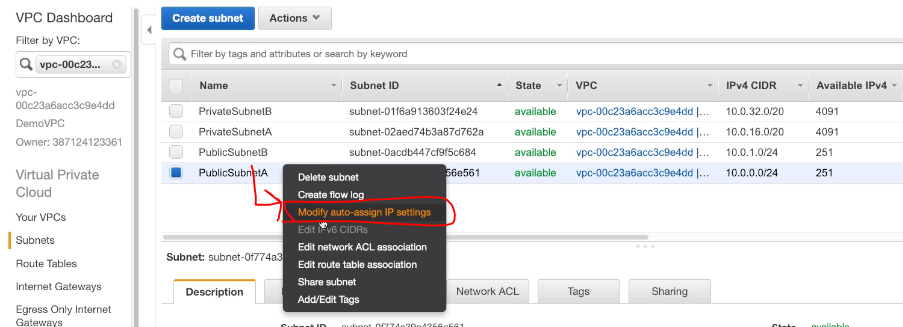 VPC Dashboard
Filter by VPC:
vpc-00c23...
vpc-
00c23a6acc3c9e4dd
DemoVPC
Owner: 387124123361
Virtual Private
Cloud
Your VPCs
Subnets
Route Tables
Internet Gateways
Egress Only Internet
Gateways
Create subnet Actions
Filter by tags and attributes or search by keyword
Name Subnet ID State VPC IPv4 CIDR Available IPv4
PrivateSubnetB subnet-01f6a913603f24e24 available vpc-00c23a6acc3c9e4dd |... 10.0.32.0/20 4091
PrivateSubnetA subnet-02aed74b3a87d762a available vpc-00c23a6acc3c9e4dd |... 10.0.16.0/20 4091
PublicSubnetB subnet-0acdb447cf9f5c684 available vpc-00c23a6acc3c9e4dd |... 10.0.1.0/24 251
PublicSubnetA 56e561 available vpc-00c23a6acc3c9e4dd |... 10.0.0.0/24 251
Delete subnet
Create flow log
Modify auto-assign IP settings
Edit IPv6 CIDRs
Edit network ACL association
Edit route table association
Share subnet
Add/Edit Tags
Subnet: subnet-0f774a3
Description Network ACL Tags Sharing
Subnet ID subnet-0f774a39a4356e561 State available